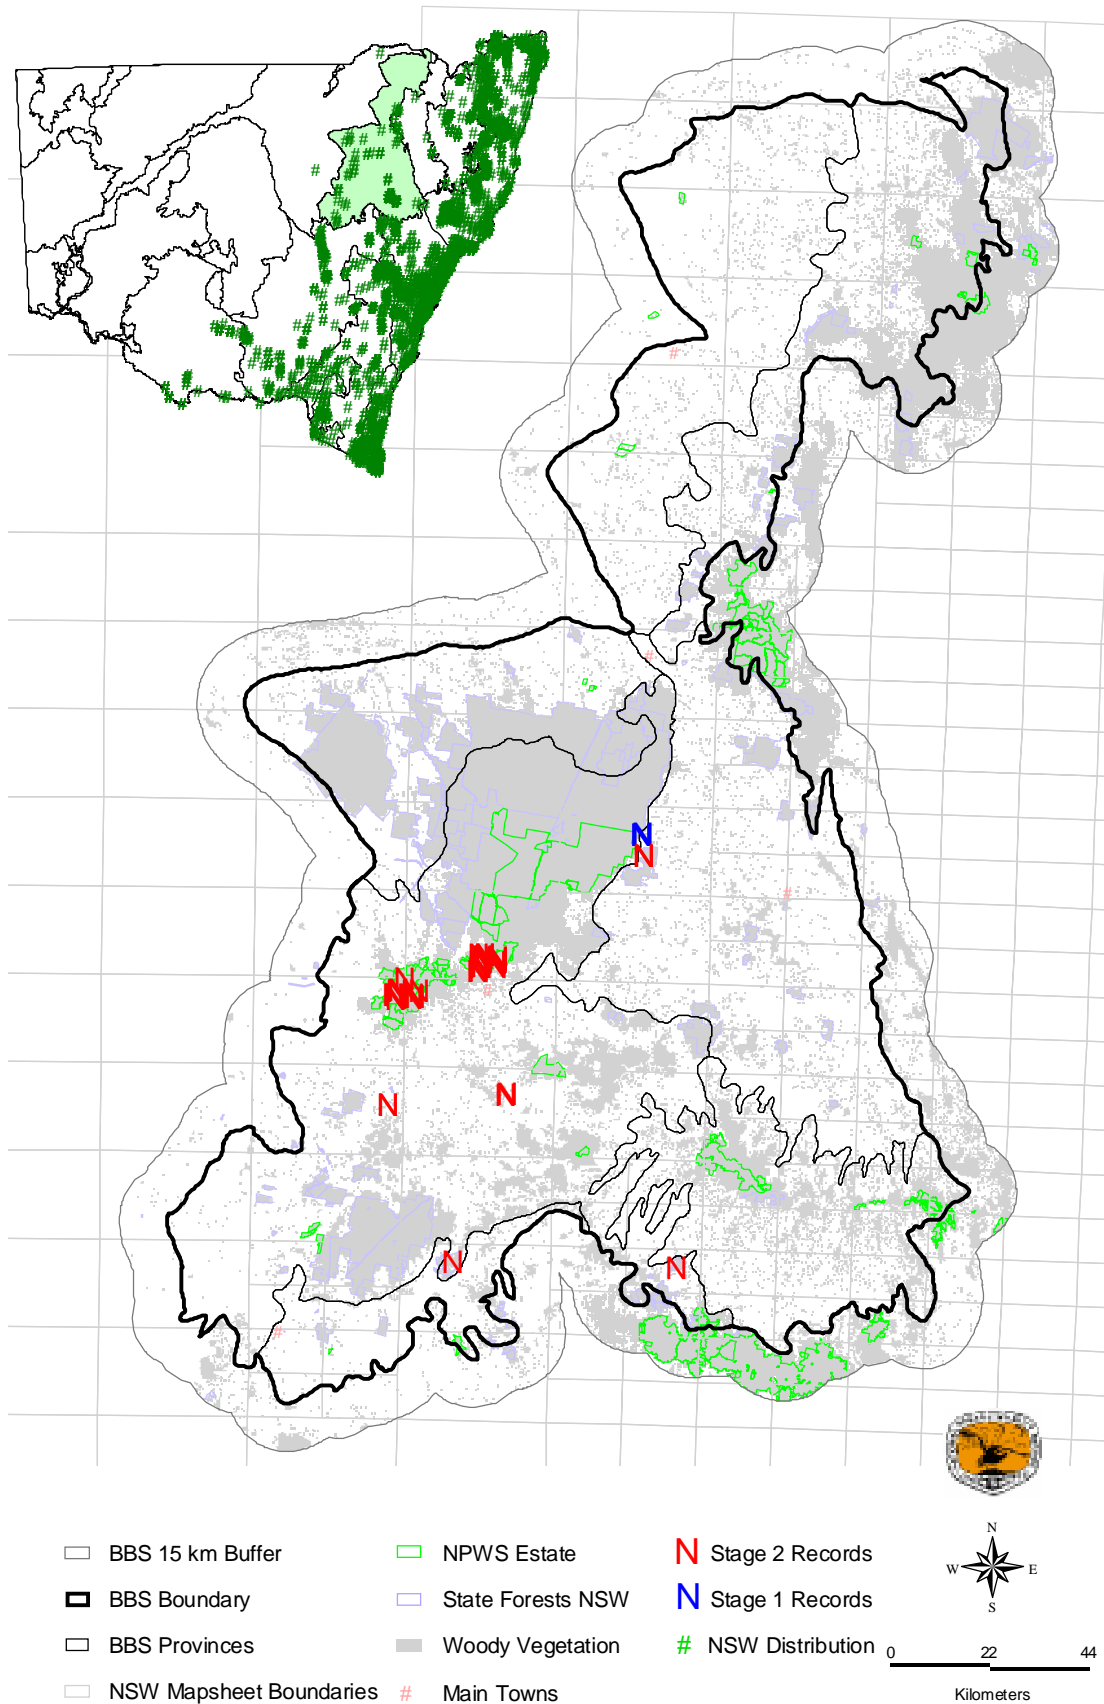 BBS 15 km Buffer
NPWS Estate
N Stage 2 Records
BBS Boundary
State Forests NSW
N Stage 1 Records
BBS Provinces
Woody Vegetation
# NSW Distribution
NSW Mapsheet Boundaries
# Main Towns
N
W E
S
0 22 44
Kilometers